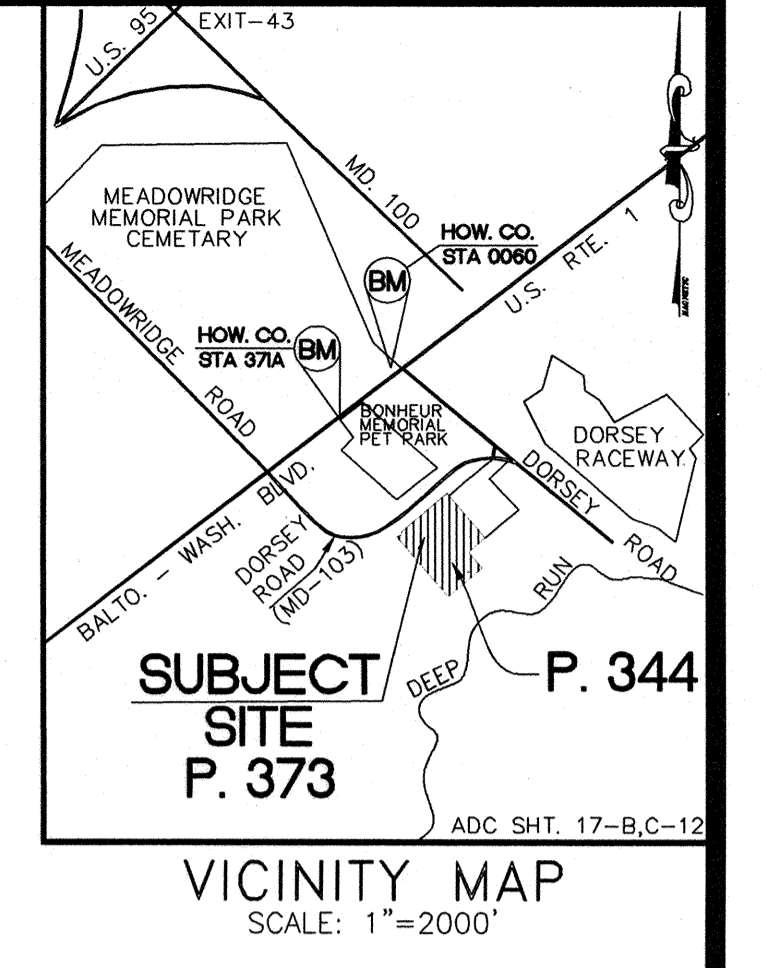 U.S. 95
EXIT-43
MD. 100
MEADOWRIDGE
MEMORIAL PARK
CEMETARY
HOW. CO.
STA 0060
BM
U.S. RTE. 1
MAGNETIC
MEADOWRIDGE ROAD
HOW. CO.
STA 371A
BM
BONHEUR
MEMORIAL
PET PARK
DORSEY
RACEWAY
DORSEY ROAD
BALTO. - WASH. BLVD.
DORSEY
ROAD
(MD-103)
DEEP RUN
SUBJECT
SITE
P. 373
P. 344
ADC SHT. 17-B,C-12
VICINITY MAP
SCALE: 1"=2000'